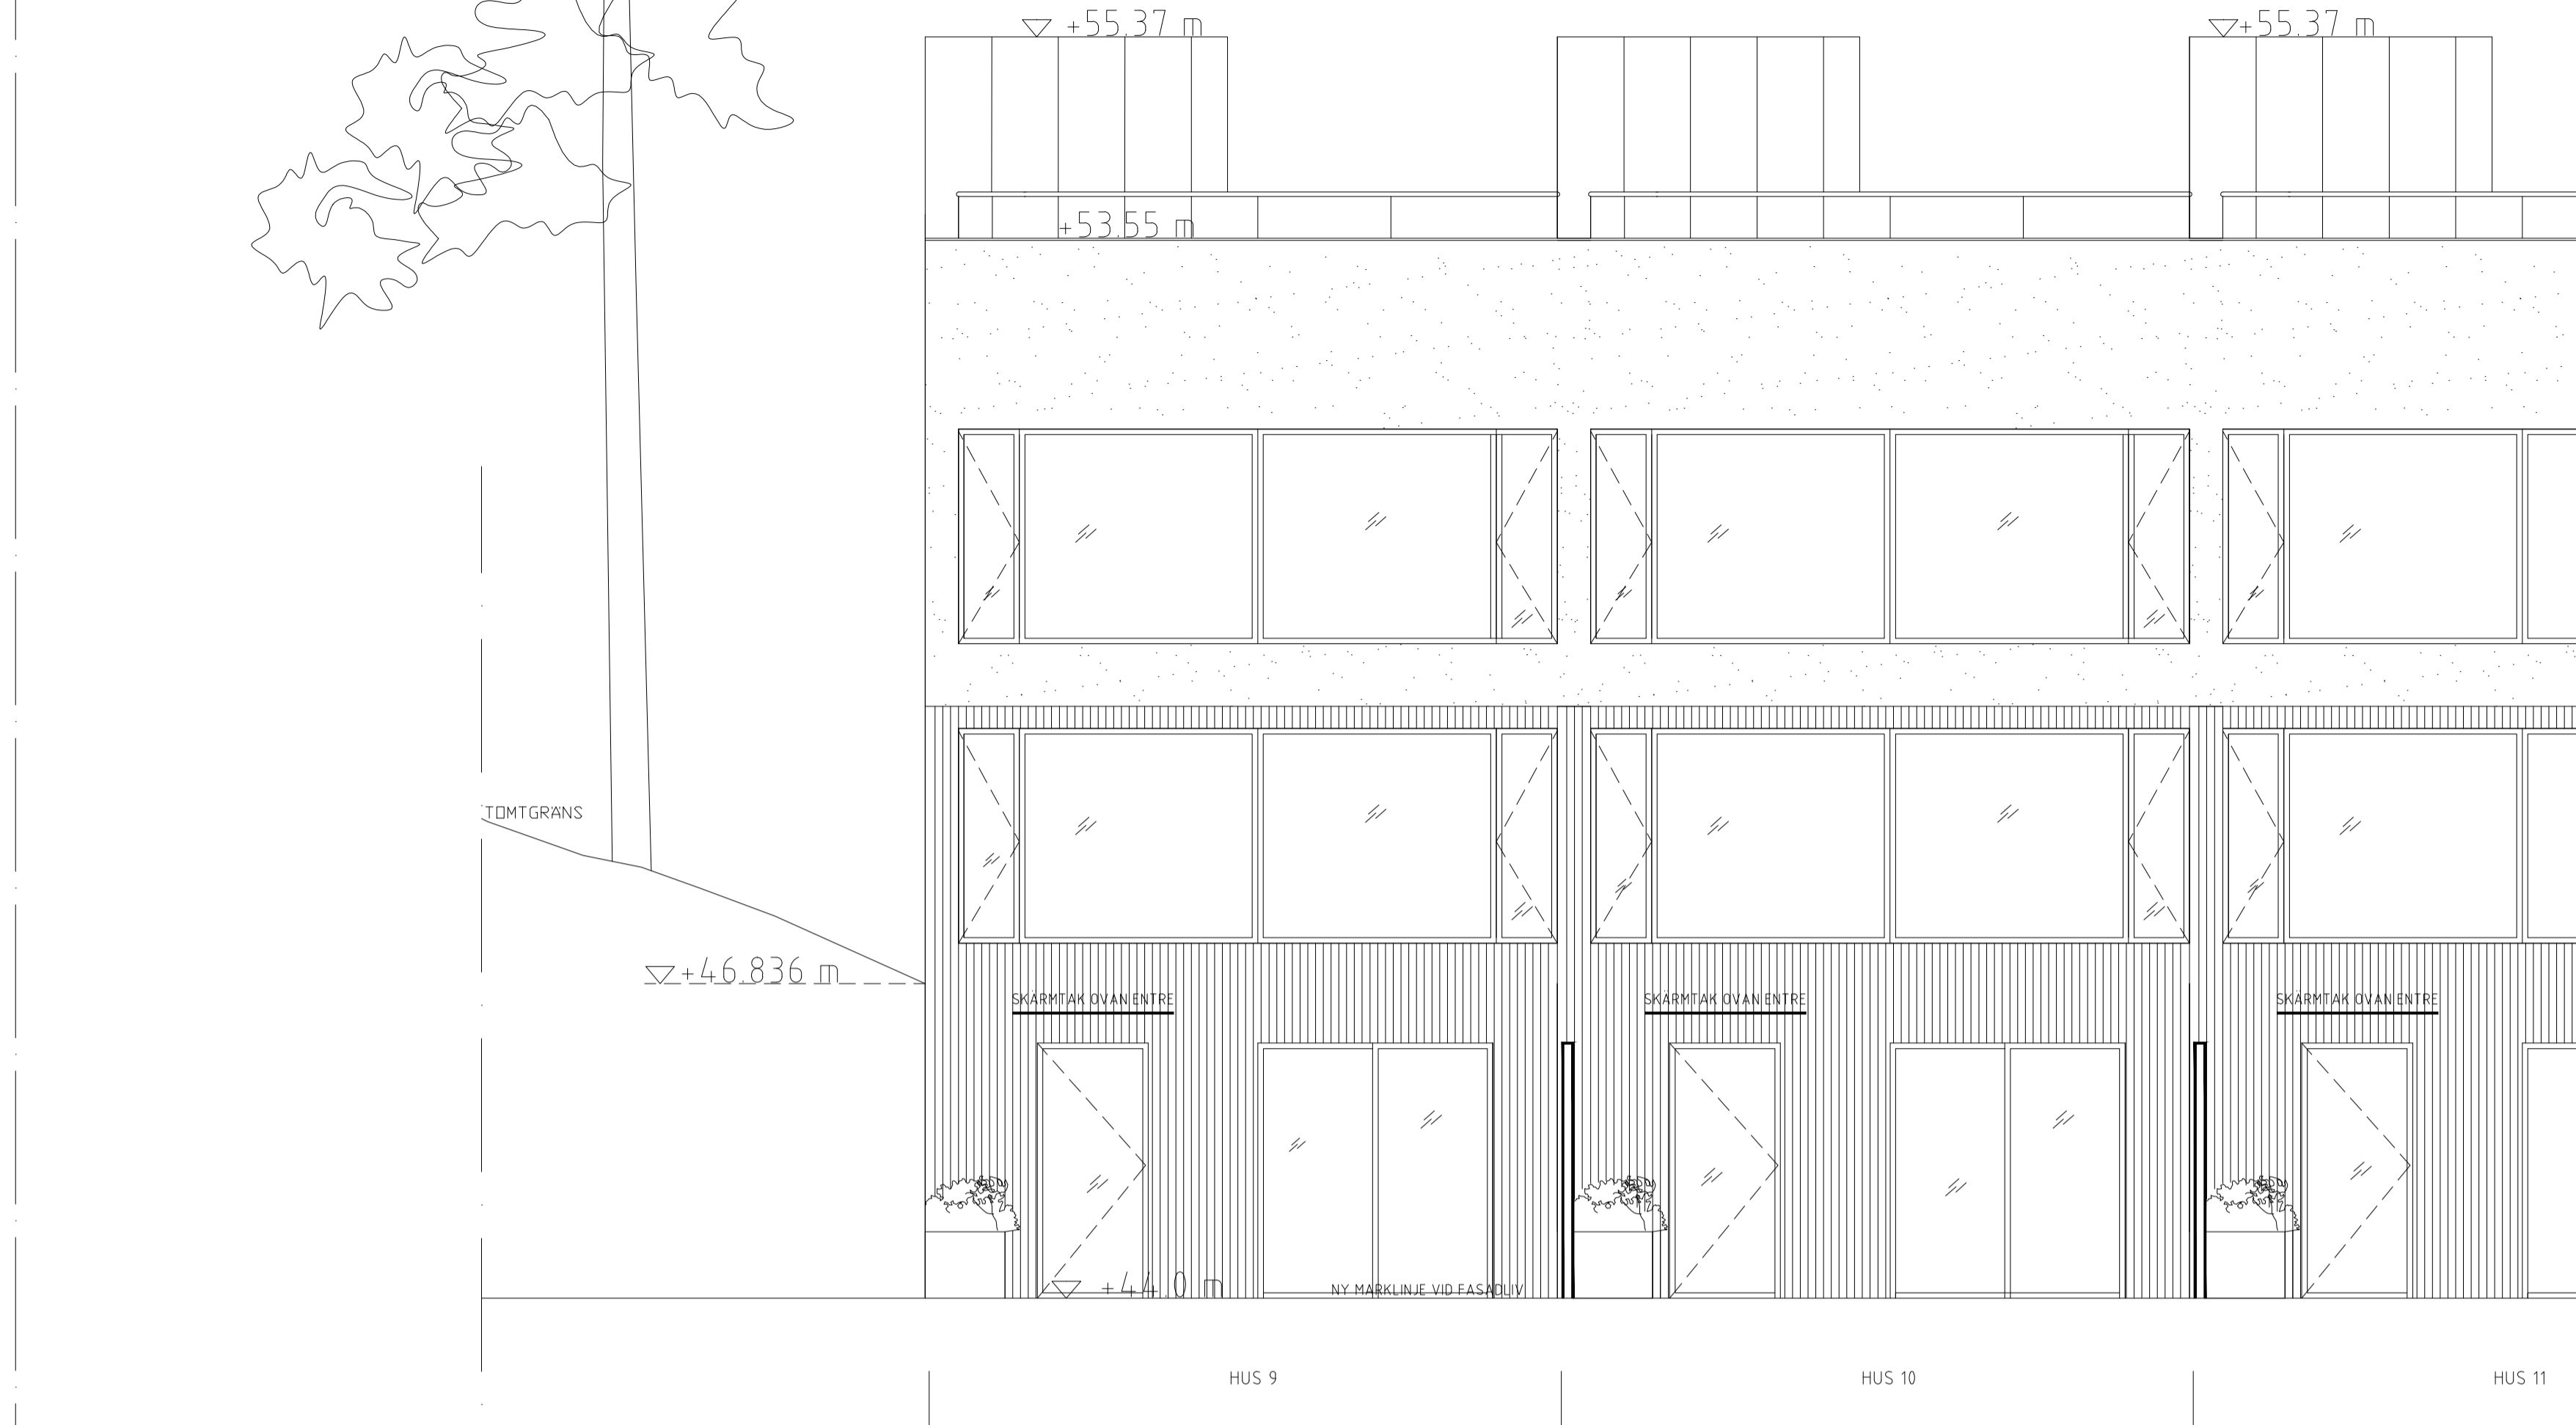 +55.37 m
+55.37 m
+53.55 m
TOMTGRÄNS
+46.836 m
SKÄRMTAK OVAN ENTRE
SKÄRMTAK OVAN ENTRE
SKÄRMTAK OVAN ENTRE
+44.0 m
NY MARKLINJE VID FASADLIV
HUS 9
HUS 10
HUS 11